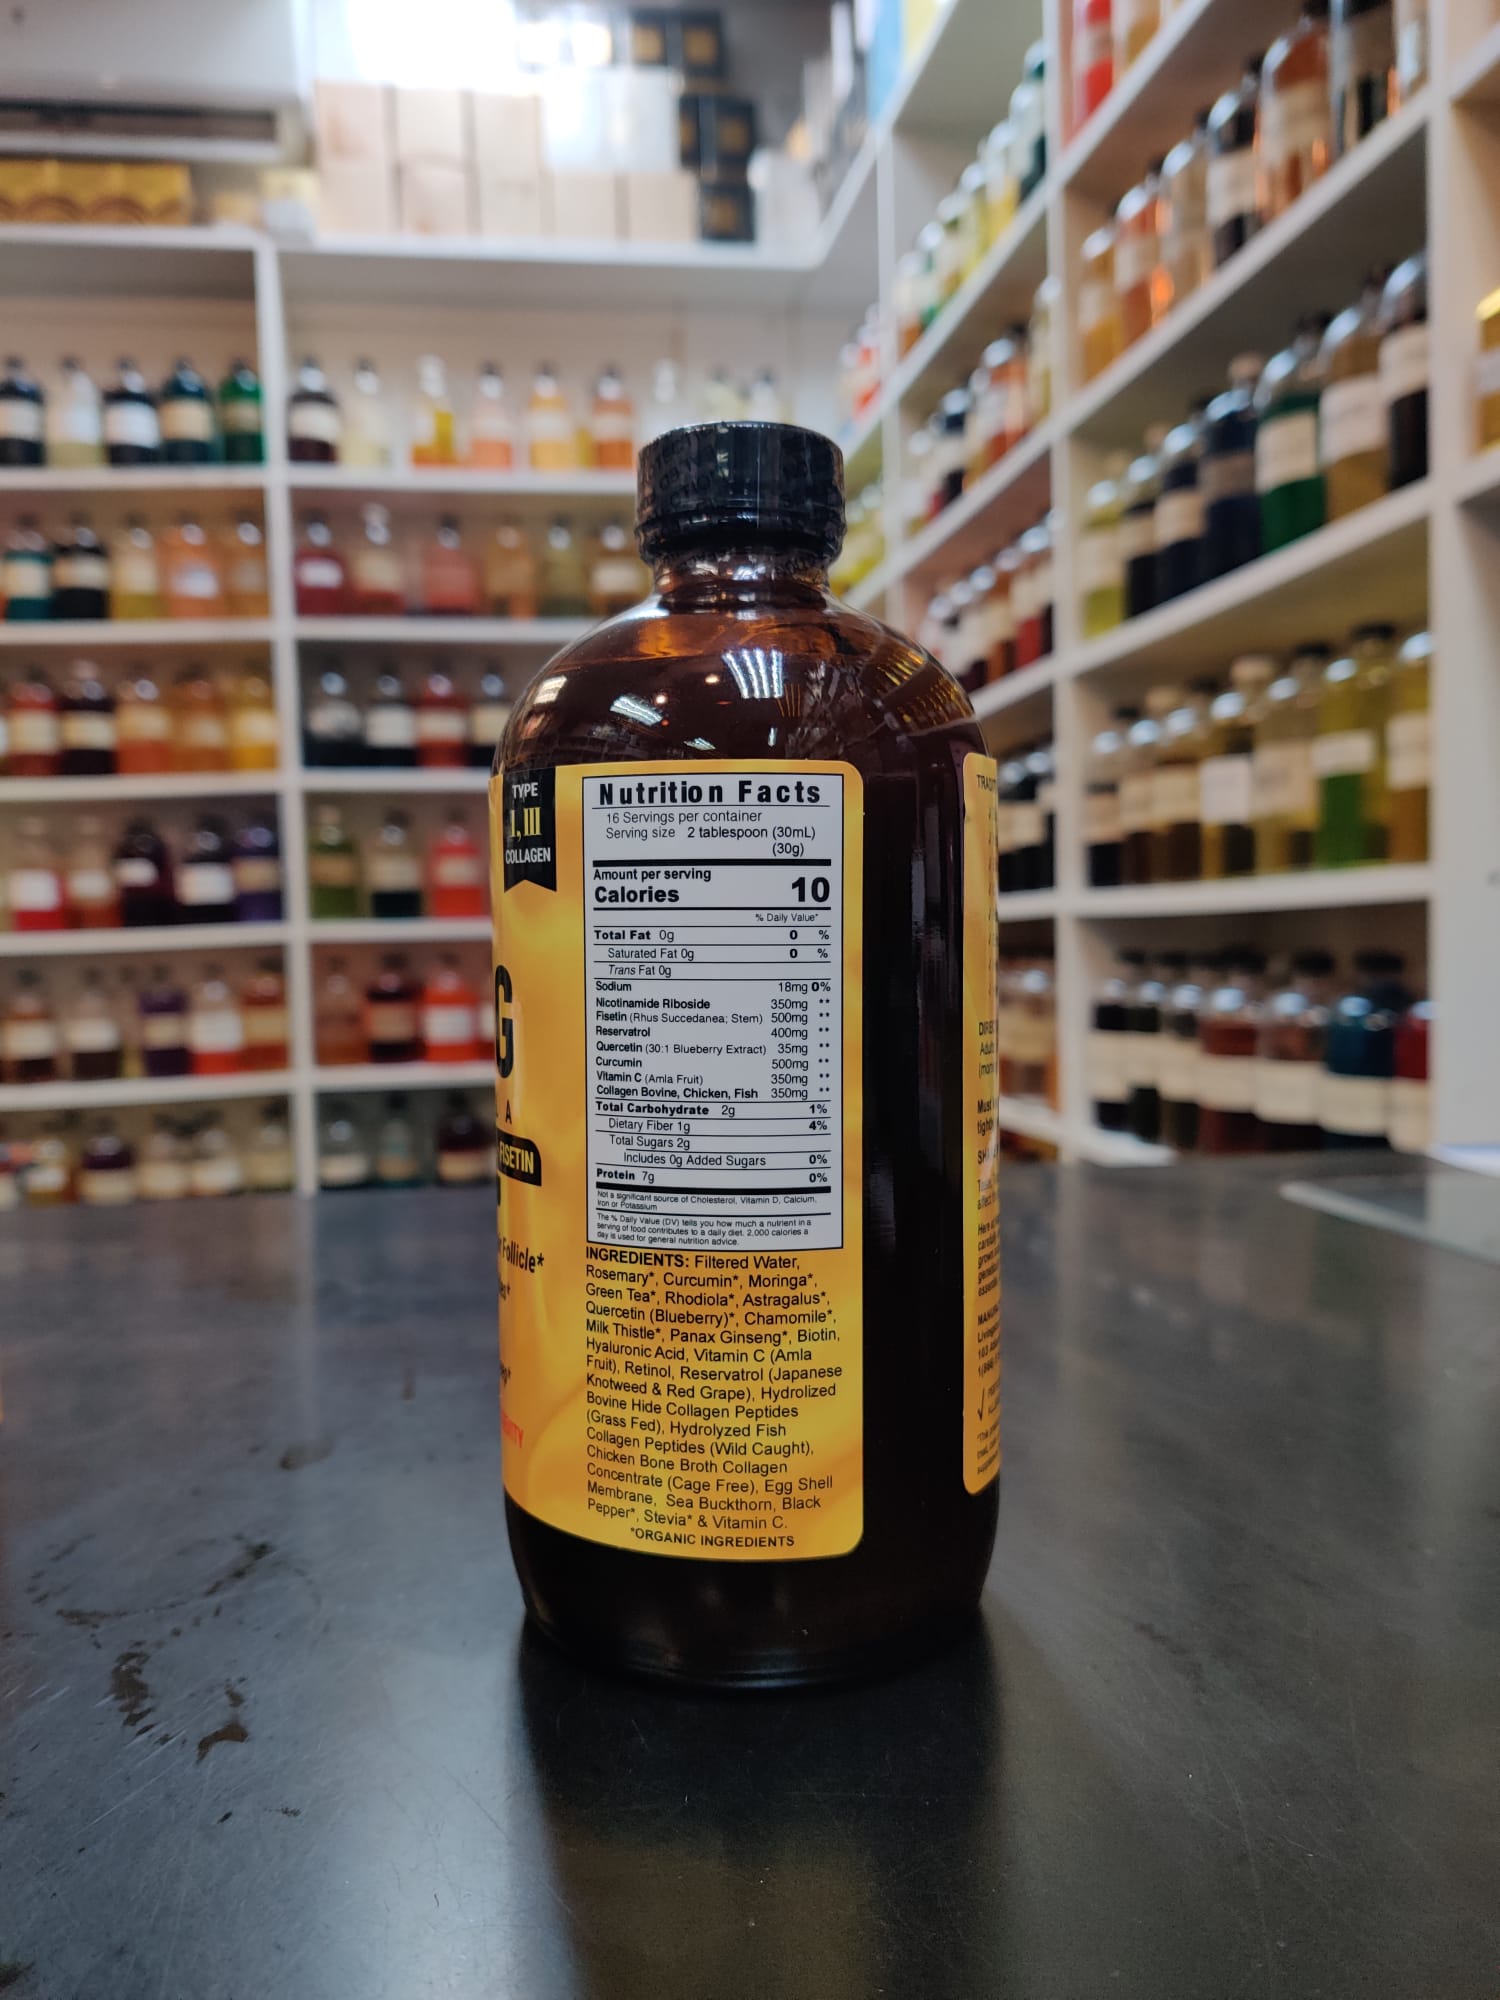 TYPE
I, III
COLLAGEN
G
A
FISETIN
Follicle*
Nutrition Facts
16 Servings per container
Serving size 2 tablespoon (30mL)
(30g)
Amount per serving
Calories 10
% Daily Value*
Total Fat 0g 0 %
Saturated Fat 0g 0 %
Trans Fat 0g
Sodium 18mg 0%
Nicotinamide Riboside 350mg **
Fisetin (Rhus Succedanea; Stem) 500mg **
Reservatrol 400mg **
Quercetin (30:1 Blueberry Extract) 35mg **
Curcumin 500mg **
Vitamin C (Amla Fruit) 350mg **
Collagen Bovine, Chicken, Fish 350mg **
Total Carbohydrate 2g 1%
Dietary Fiber 1g 4%
Total Sugars 2g
Includes 0g Added Sugars 0%
Protein 7g 0%
Not a significant source of Cholesterol, Vitamin D, Calcium,
Iron or Potassium
The % Daily Value (DV) tells you how much a nutrient in a
serving of food contributes to a daily diet. 2,000 calories a
day is used for general nutrition advice.
INGREDIENTS: Filtered Water,
Rosemary*, Curcumin*, Moringa*,
Green Tea*, Rhodiola*, Astragalus*,
Quercetin (Blueberry)*, Chamomile*,
Milk Thistle*, Panax Ginseng*, Biotin,
Hyaluronic Acid, Vitamin C (Amla
Fruit), Retinol, Reservatrol (Japanese
Knotweed & Red Grape), Hydrolized
Bovine Hide Collagen Peptides
(Grass Fed), Hydrolyzed Fish
Collagen Peptides (Wild Caught),
Chicken Bone Broth Collagen
Concentrate (Cage Free), Egg Shell
Membrane, Sea Buckthorn, Black
Pepper*, Stevia* & Vitamin C.
*ORGANIC INGREDIENTS